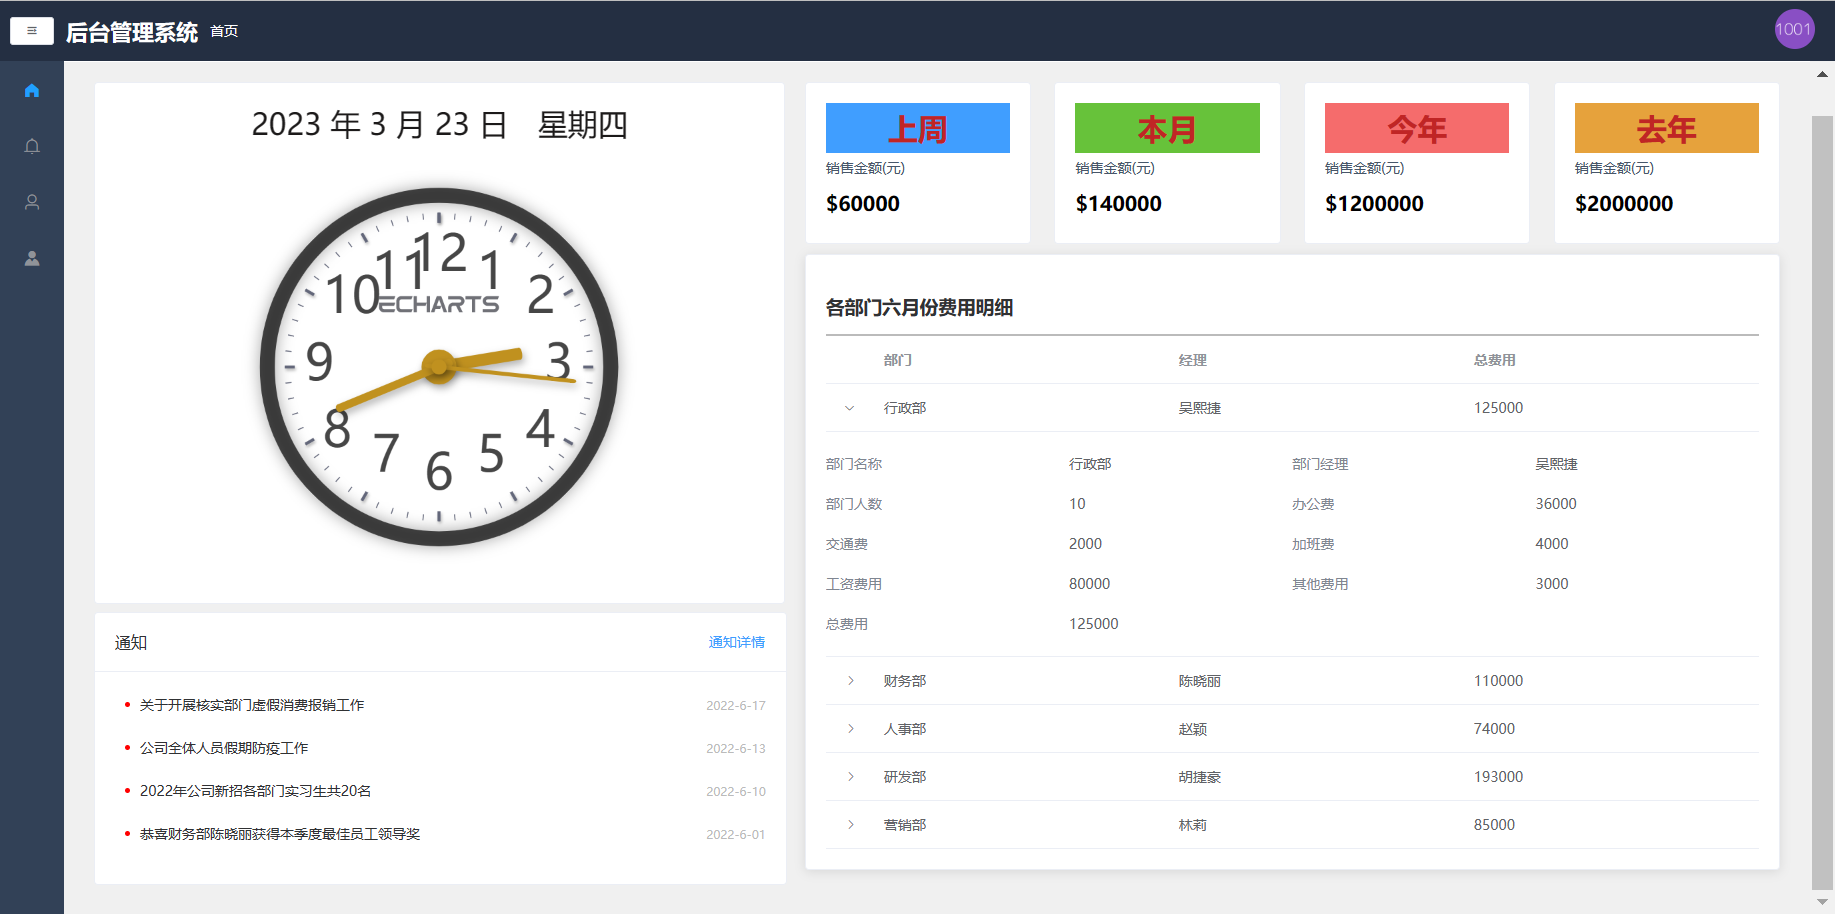 后台管理系统 首页
1001
2023 年 3 月 23 日 星期四
12
11
1
10
2
ECHARTS
9
3
8
4
7
5
6
通知 通知详情
关于开展核实部门虚假消费报销工作 2022-6-17
公司全体人员假期防疫工作 2022-6-13
2022年公司新招各部门实习生共20名 2022-6-10
恭喜财务部陈晓丽获得本季度最佳员工领导奖 2022-6-01
上周
销售金额(元)
$60000
本月
销售金额(元)
$140000
今年
销售金额(元)
$1200000
去年
销售金额(元)
$2000000
各部门六月份费用明细
部门 经理 总费用
行政部 吴熙捷 125000
部门名称 行政部 部门经理 吴熙捷
部门人数 10 办公费 36000
交通费 2000 加班费 4000
工资费用 80000 其他费用 3000
总费用 125000
财务部 陈晓丽 110000
人事部 赵颖 74000
研发部 胡捷豪 193000
营销部 林莉 85000